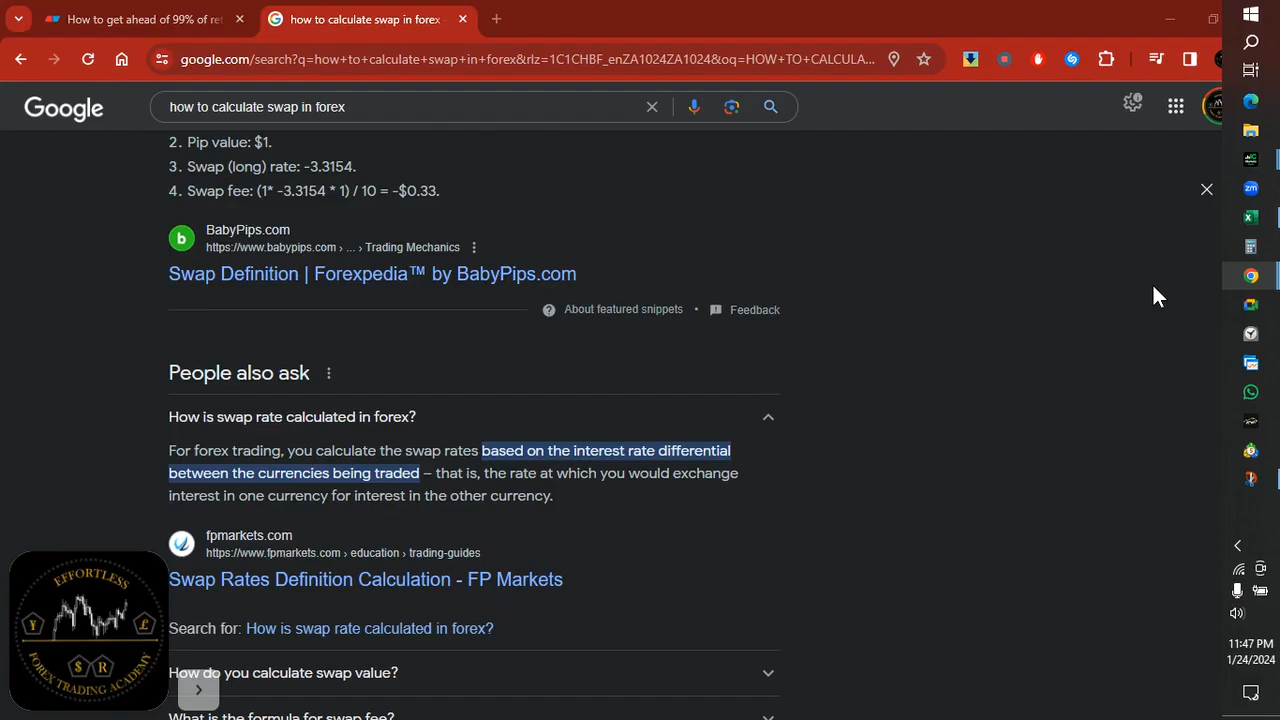 How to get ahead of 99% of ret
how to calculate swap in forex
google.com/search?q=how+to+calculate+swap+in+forex&rlz=1C1CHBF_enZA1024ZA1024&oq=HOW+TO+CALCULA...
Google
how to calculate swap in forex
2. Pip value: $1.
3. Swap (long) rate: -3.3154.
4. Swap fee: (1* -3.3154 * 1) / 10 = -$0.33.
b
BabyPips.com
https://www.babypips.com › ... › Trading Mechanics
Swap Definition | Forexpedia™ by BabyPips.com
About featured snippets • Feedback
People also ask
How is swap rate calculated in forex?
For forex trading, you calculate the swap rates based on the interest rate differential
between the currencies being traded – that is, the rate at which you would exchange
interest in one currency for interest in the other currency.
fpmarkets.com
https://www.fpmarkets.com › education › trading-guides
Swap Rates Definition Calculation - FP Markets
Search for: How is swap rate calculated in forex?
How do you calculate swap value?
What is the formula for swap fee?
EFFORTLESS
¥ £
$ R
FOREX TRADING ACADEMY
zm
11:47 PM
1/24/2024